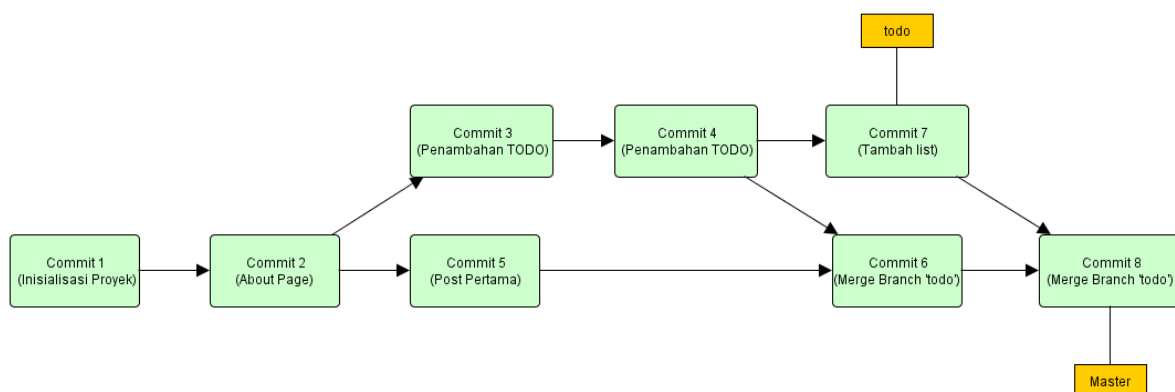 todo
Commit 3
(Penambahan TODO)
Commit 4
(Penambahan TODO)
Commit 7
(Tambah list)
Commit 1
(Inisialisasi Proyek)
Commit 2
(About Page)
Commit 5
(Post Pertama)
Commit 6
(Merge Branch 'todo')
Commit 8
(Merge Branch 'todo')
Master